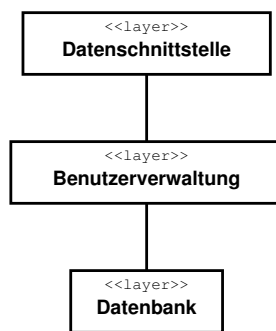 <<layer>>
Datenschnittstelle
<<layer>>
Benutzerverwaltung
<<layer>>
Datenbank